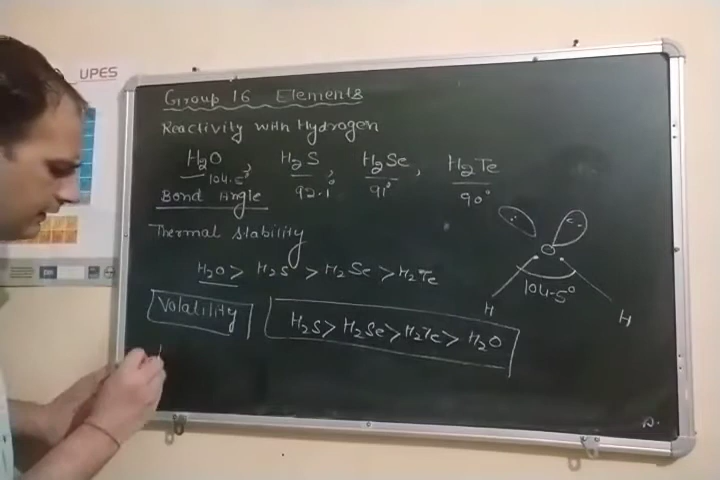 UPES
Group 16 Elements
Reactivity with Hydrogen
H₂O, H₂S, H₂Se, H₂Te
104.5° 92.1° 91° 90°
Bond Angle
Thermal stability
H₂O > H₂S > H₂Se > H₂Te
Volatility
H₂S > H₂Se > H₂Te > H₂O
O
104.5°
H H